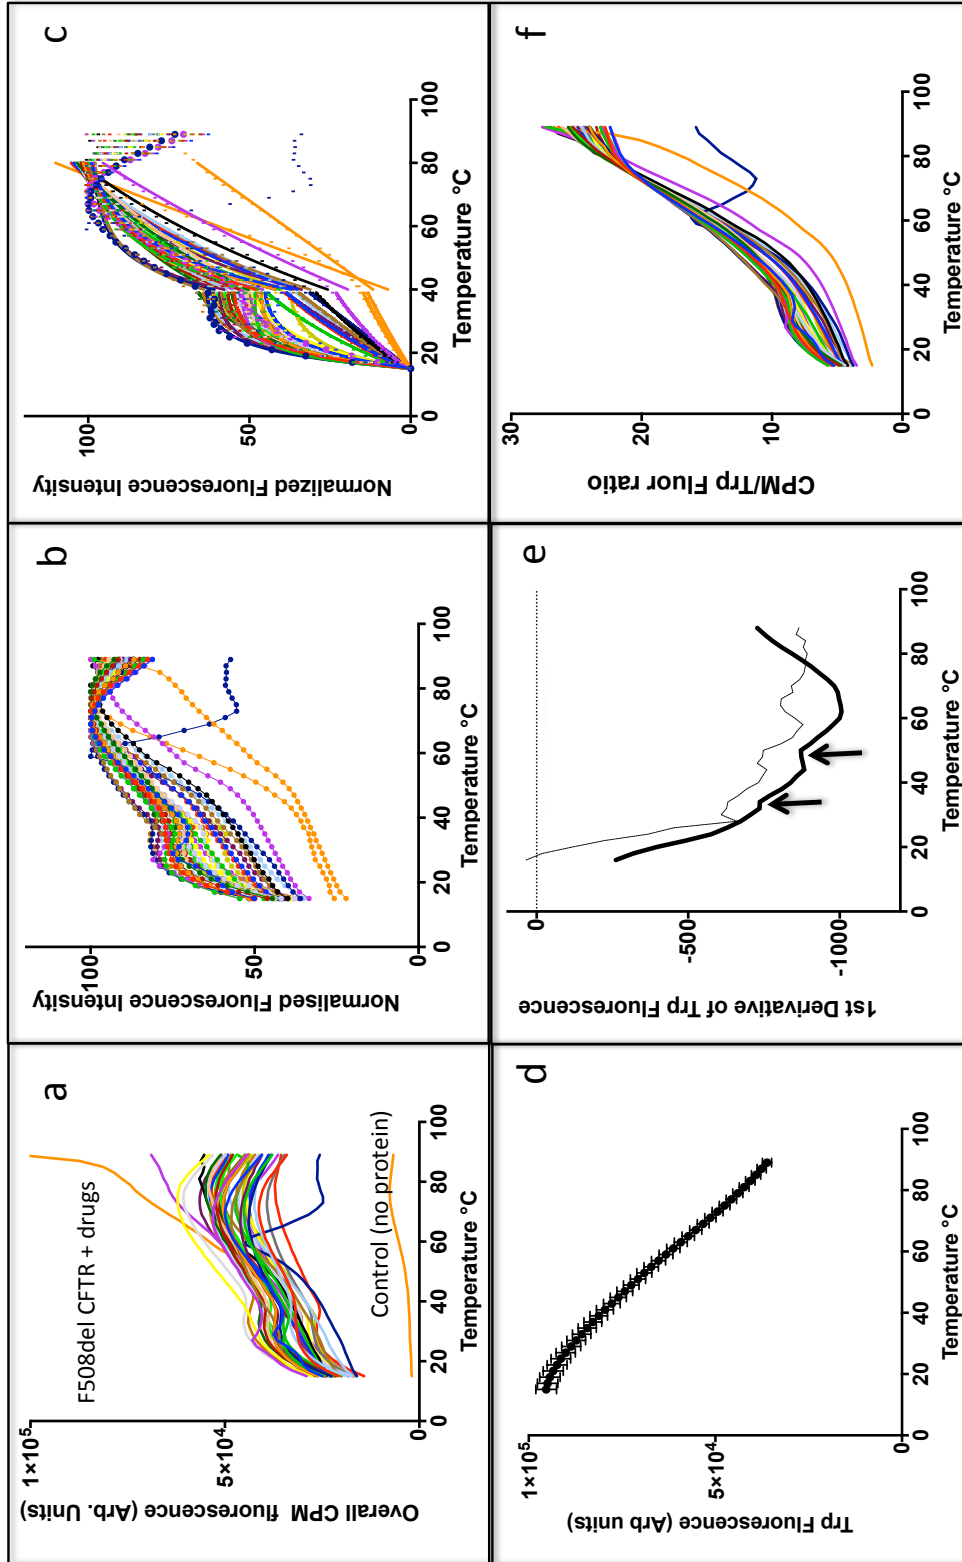 a
F508del CFTR + drugs
Control (no protein)
Overall CPM
fluorescence (Arb. Units)
1×10⁵
5×10⁴
0
0 20 40 60 80 100
Temperature °C
b
Normalised Fluorescence Intensity
100
50
0
0 20 40 60 80 100
Temperature °C
c
Normalized Fluorescence Intensity
100
50
0
0 20 40 60 80 100
Temperature °C
d
Trp Fluorescence (Arb units)
1×10⁵
5×10⁴
0
0 20 40 60 80 100
Temperature °C
e
1st Derivative of Trp Fluorescence
0
-500
-1000
0 20 40 60 80 100
Temperature °C
f
CPM/Trp Fluor ratio
30
20
10
0
0 20 40 60 80 100
Temperature °C